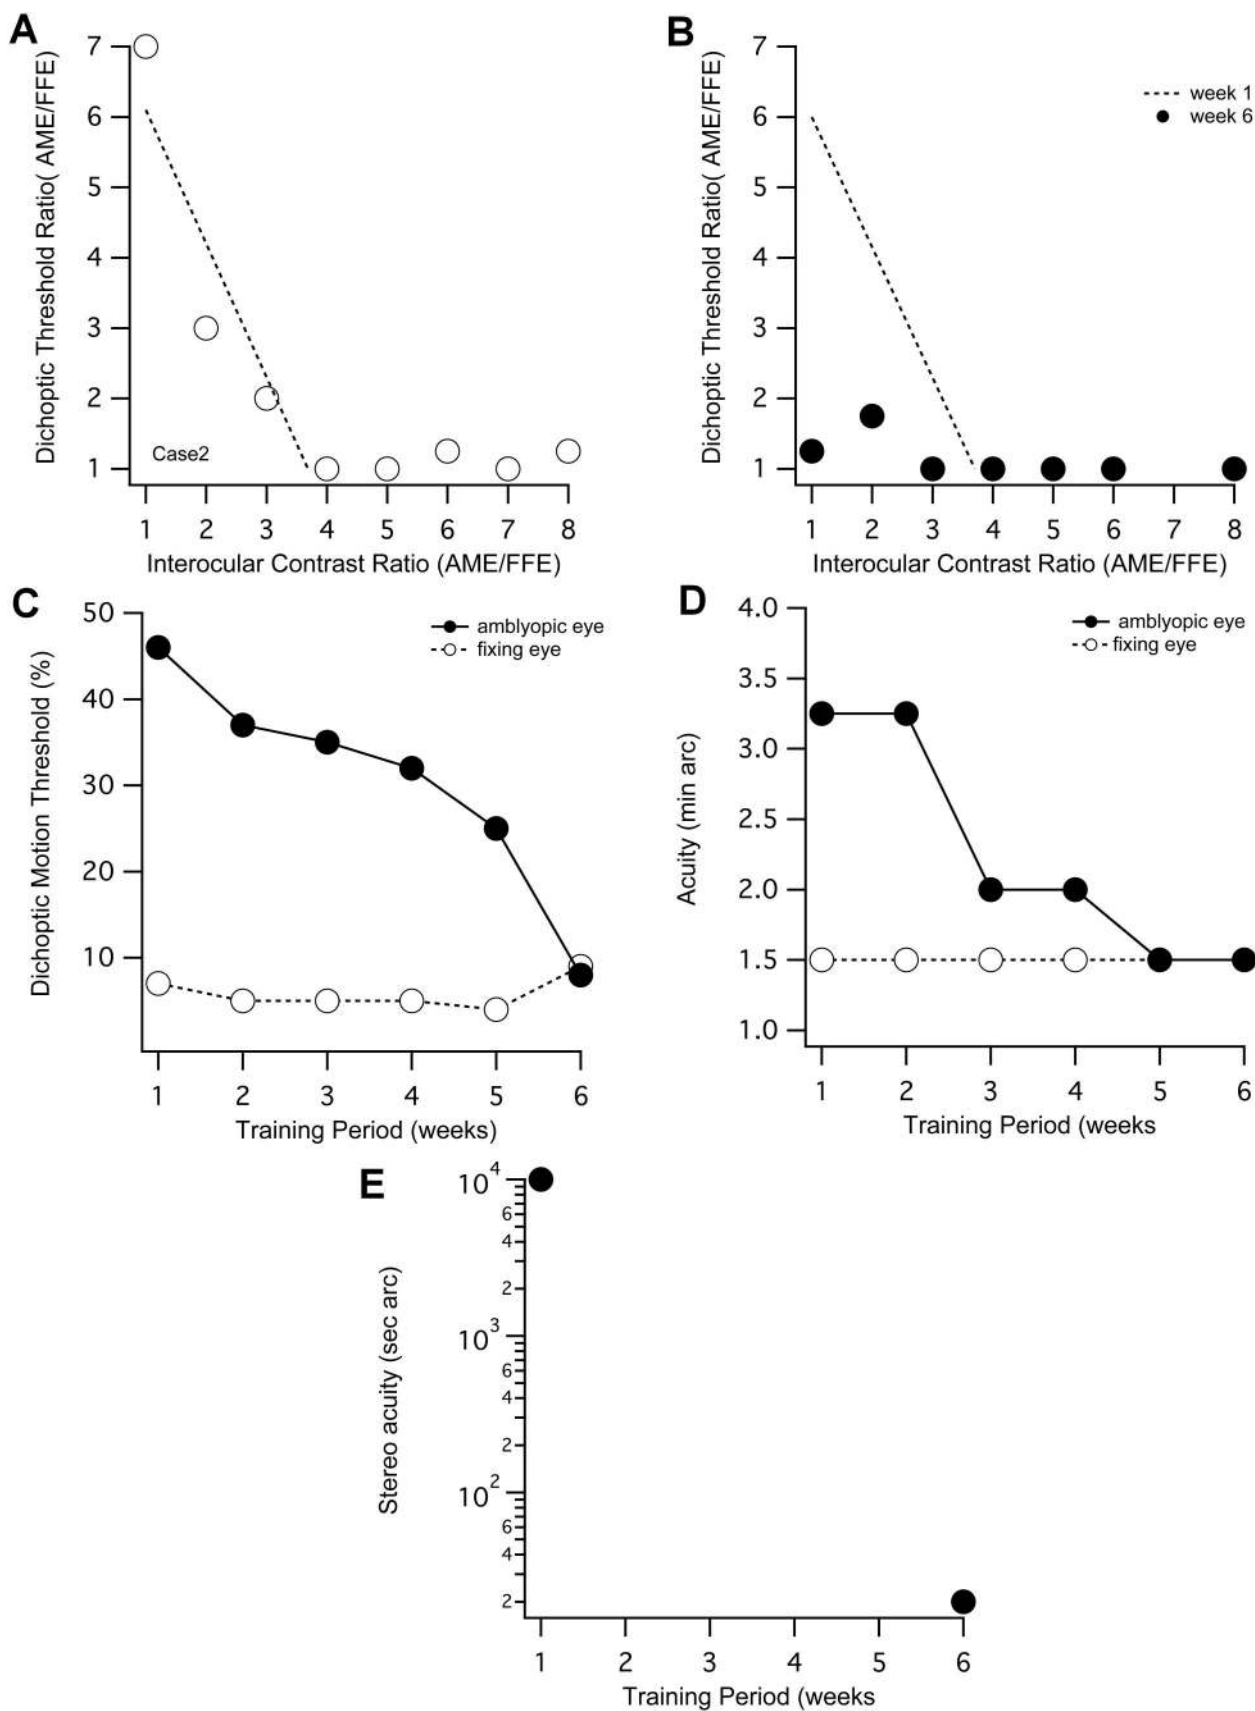 A
Dichoptic Threshold Ratio( AME/FFE)
7
6
5
4
3
2
1
Case2
1 2 3 4 5 6 7 8
Interocular Contrast Ratio (AME/FFE)
B
Dichoptic Threshold Ratio( AME/FFE)
7
6
5
4
3
2
1
week 1
week 6
1 2 3 4 5 6 7 8
Interocular Contrast Ratio (AME/FFE)
C
Dichoptic Motion Threshold (%)
50
40
30
20
10
amblyopic eye
fixing eye
1 2 3 4 5 6
Training Period (weeks)
D
Acuity (min arc)
4.0
3.5
3.0
2.5
2.0
1.5
1.0
amblyopic eye
fixing eye
1 2 3 4 5 6
Training Period (weeks
E
Stereo acuity (sec arc)
10⁴
6
4
2
10³
6
4
2
10²
6
4
2
1 2 3 4 5 6
Training Period (weeks